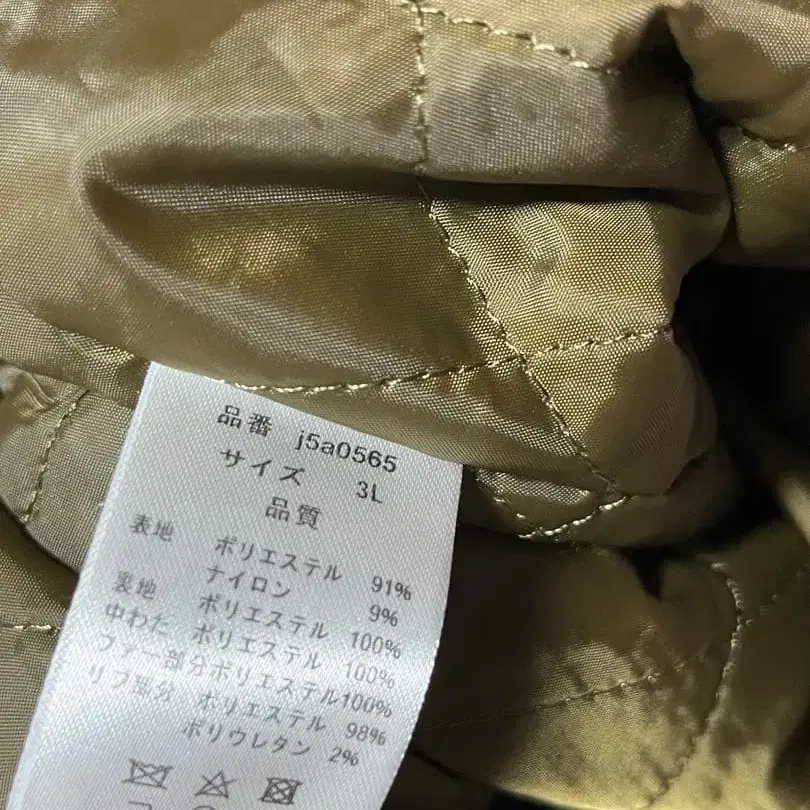 品番 j5a0565
サイズ 3L
品質
表地 ポリエステル 91%
ナイロン 9%
裏地 ポリエステル 100%
中わた ポリエステル 100%
ファー部分ポリエステル100%
リブ部分 ポリエステル 98%
ポリウレタン 2%